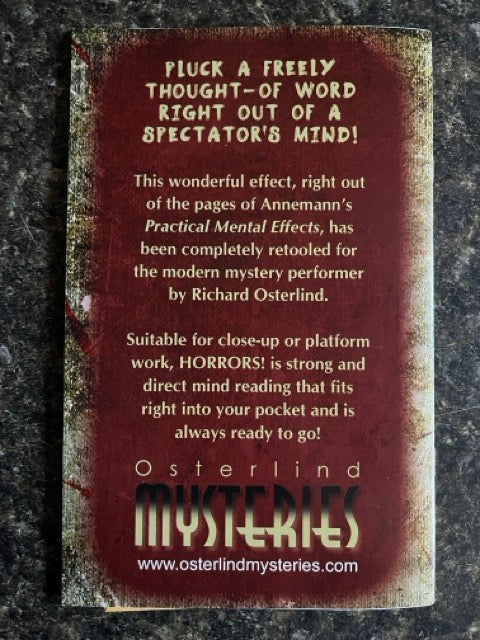 PLUCK A FREELY
THOUGHT-OF WORD
RIGHT OUT OF A
SPECTATOR'S MIND!
This wonderful effect, right out
of the pages of Annemann's
Practical Mental Effects, has
been completely retooled for
the modern mystery performer
by Richard Osterlind.
Suitable for close-up or platform
work, HORRORS! is strong and
direct mind reading that fits
right into your pocket and is
always ready to go!
Osterlind
MYSTERIES
www.osterlindmysteries.com